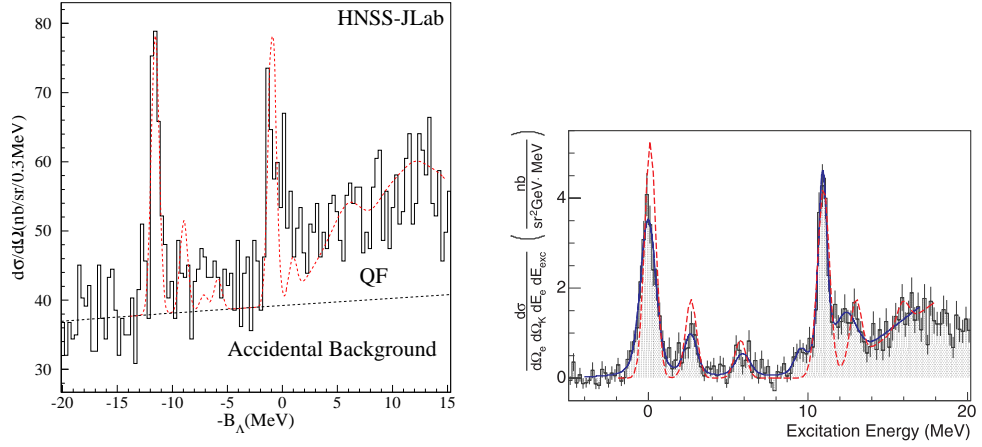 HNSS-JLab
80
70
60
50
40
30
dσ/dΩ(nb/sr/0.3MeV)
QF
Accidental Background
-20
-15
-10
-5
0
5
10
15
-B_Λ(MeV)
dσ / dΩ_e dΩ_K dE_e dE_exc ( nb / sr²GeV· MeV )
4
2
0
0
10
20
Excitation Energy (MeV)